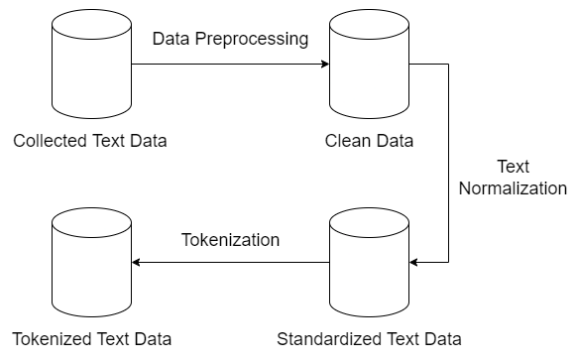 Data Preprocessing
Collected Text Data
Clean Data
Text
Normalization
Tokenization
Tokenized Text Data
Standardized Text Data